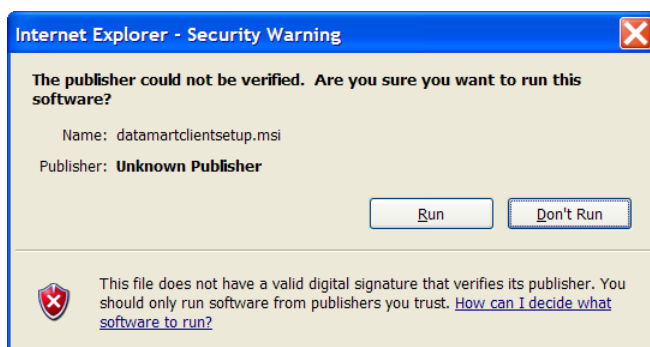 Internet Explorer - Security Warning
The publisher could not be verified. Are you sure you want to run this
software?
Name: datamartclientsetup.msi
Publisher: Unknown Publisher
Run Don't Run
This file does not have a valid digital signature that verifies its publisher. You
should only run software from publishers you trust. How can I decide what
software to run?